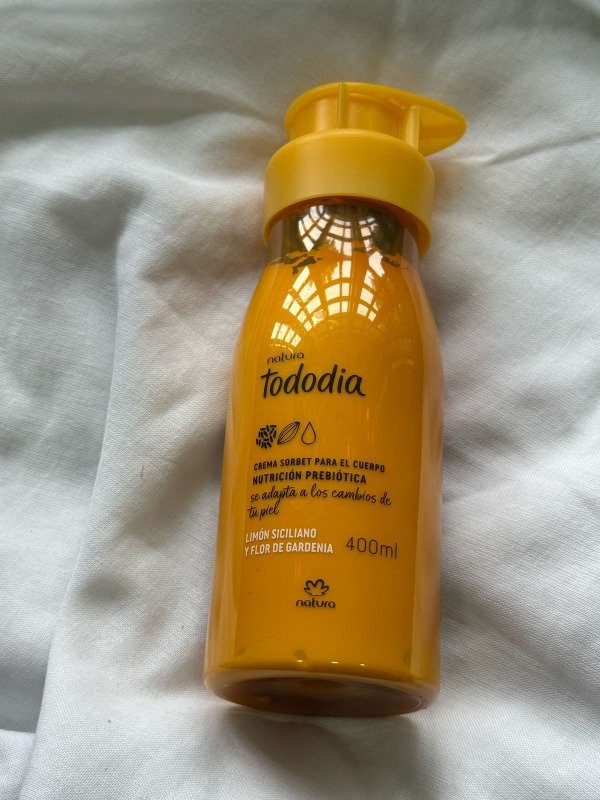 natura
Tododia
CREMA SORBET PARA EL CUERPO
NUTRICIÓN PREBIÓTICA
se adapta a los cambios de
tu piel
LIMÓN SICILIANO
Y FLOR DE GARDENIA 400ml
natura